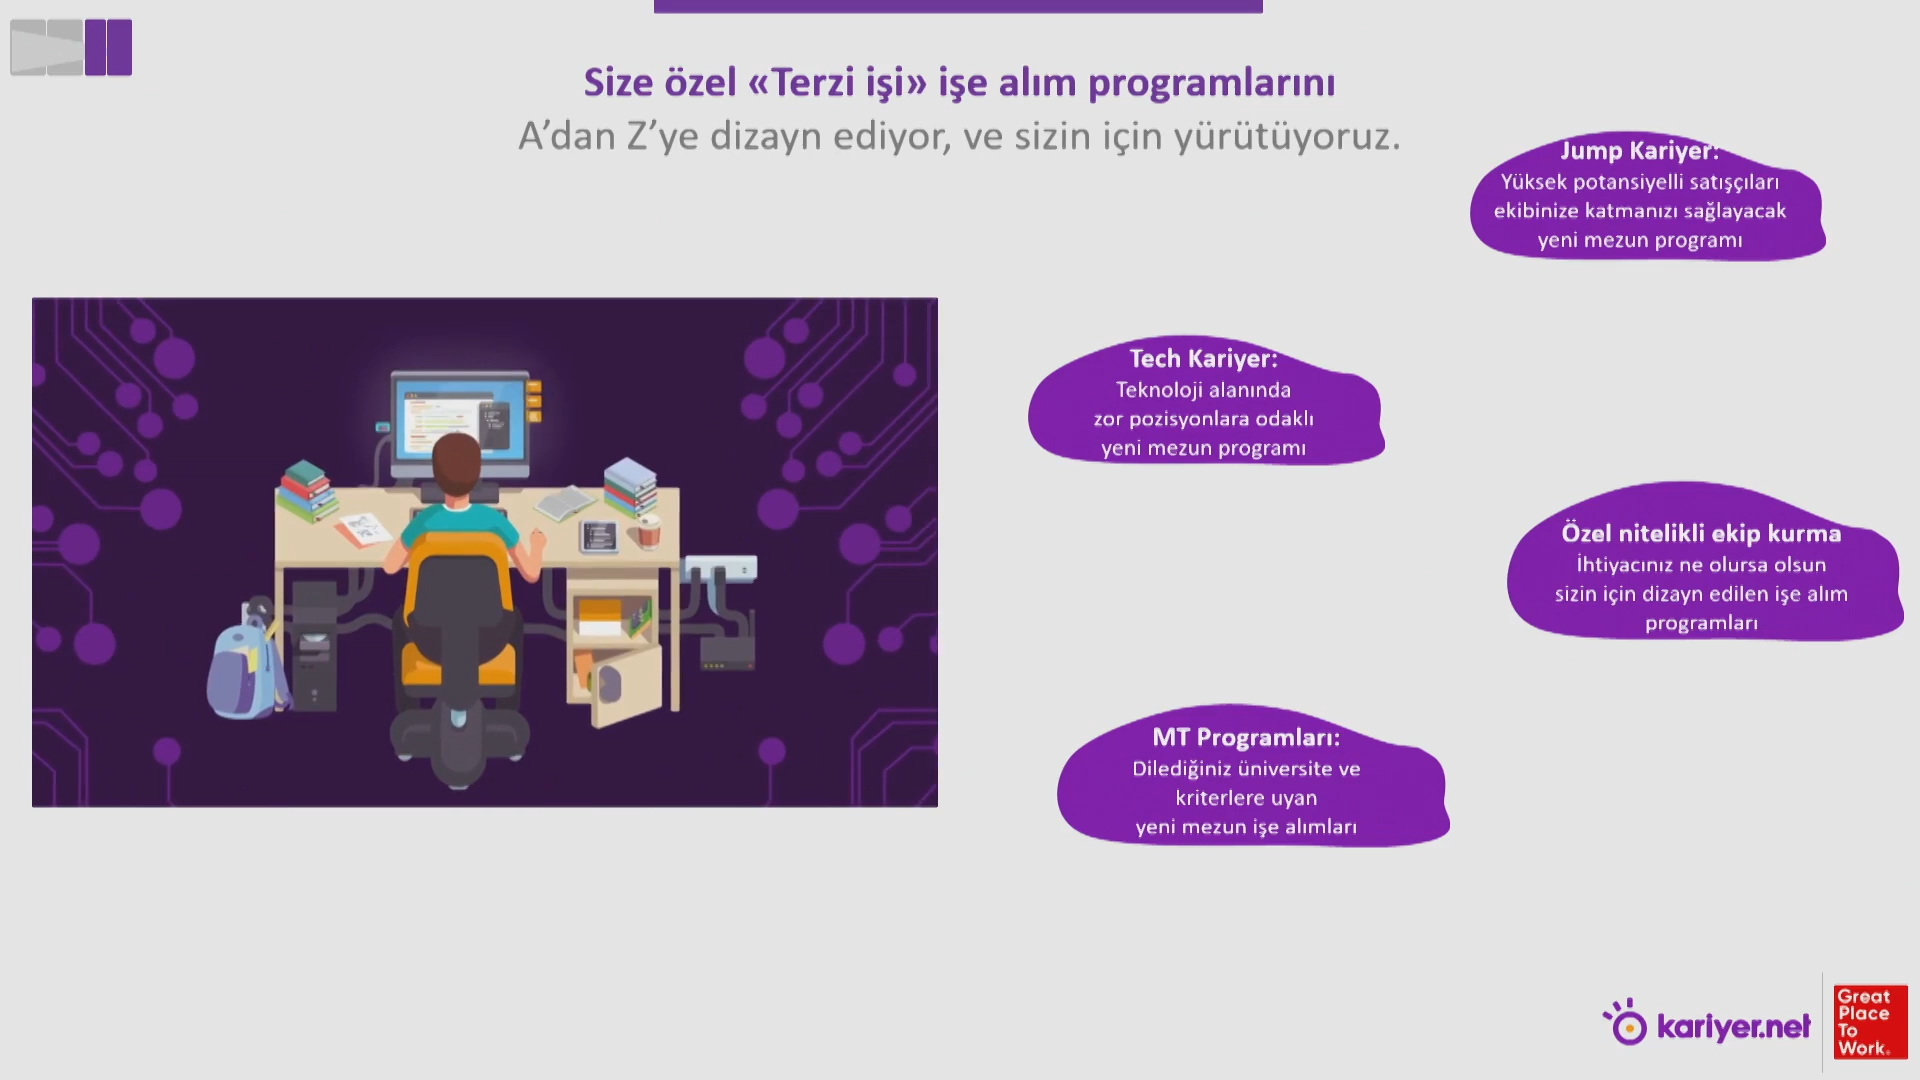 Size özel «Terzi işi» işe alım programlarını
A’dan Z’ye dizayn ediyor, ve sizin için yürütüyoruz.
Jump Kariyer:
Yüksek potansiyelli satışçıları
ekibinize katmanızı sağlayacak
yeni mezun programı
Tech Kariyer:
Teknoloji alanında
zor pozisyonlara odaklı
yeni mezun programı
Özel nitelikli ekip kurma
İhtiyacınız ne olursa olsun
sizin için dizayn edilen işe alım
programları
MT Programları:
Dilediğiniz üniversite ve
kriterlere uyan
yeni mezun işe alımları
kariyer.net
Great
Place
To
Work.